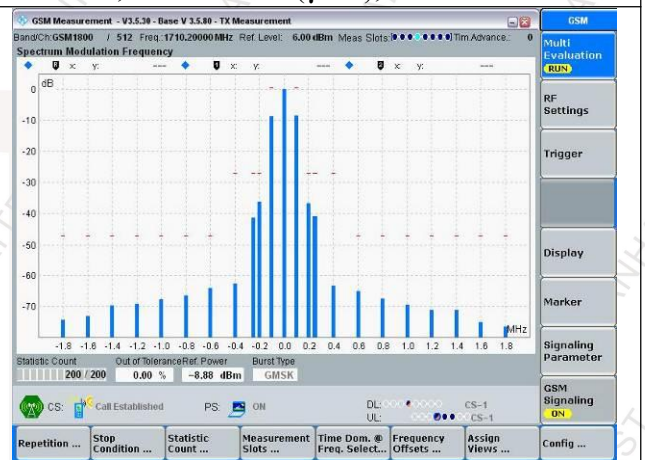 GSM Measurement - V3.5.30 - Base V 3.5.80 - TX Measurement
GSM
Band/Ch:GSM1800 / 512 Freq.:1710.20000MHz Ref. Level: 6.00 dBm Meas Slots: Tim.Advance.: 0
Spectrum Modulation Frequency
x: y: --- x: y: --- x: y: ---
dB
0
-10
-20
-30
-40
-50
-60
-70
MHz
-1.8 -1.6 -1.4 -1.2 -1.0 -0.8 -0.6 -0.4 -0.2 0.0 0.2 0.4 0.6 0.8 1.0 1.2 1.4 1.6 1.8
Statistic Count Out of Tolerance Ref. Power Burst Type
200 / 200 0.00 % -8.88 dBm GMSK
CS: Call Established PS: ON DL: CS-1
UL: CS-1
Multi
Evaluation
RUN
RF
Settings
Trigger
Display
Marker
Signaling
Parameter
GSM
Signaling
ON
Repetition ...
Stop
Condition ...
Statistic
Count ...
Measurement
Slots ...
Time Dom. @
Freq. Select...
Frequency
Offsets ...
Assign
Views ...
Config ...